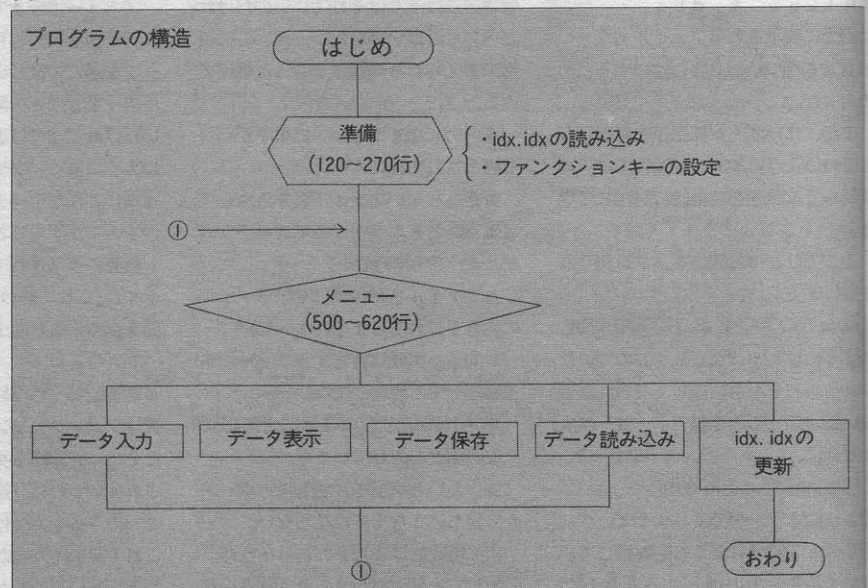 プログラムの構造
はじめ
準備
(120〜270行)
・idx.idxの読み込み
・ファンクションキーの設定
①
メニュー
(500〜620行)
データ入力
データ表示
データ保存
データ読み込み
idx. idxの
更新
①
おわり